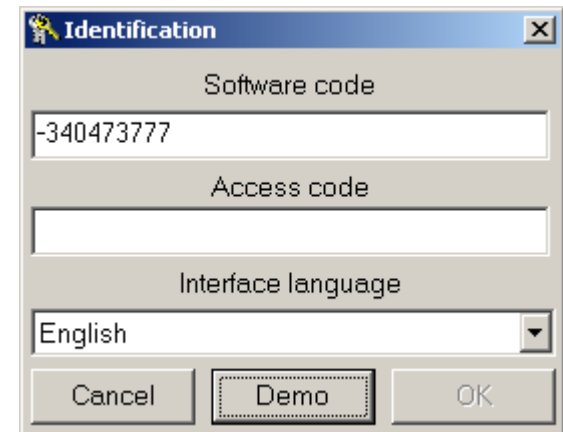 Identification
Software code
-340473777
Access code
Interface language
English
Cancel Demo OK